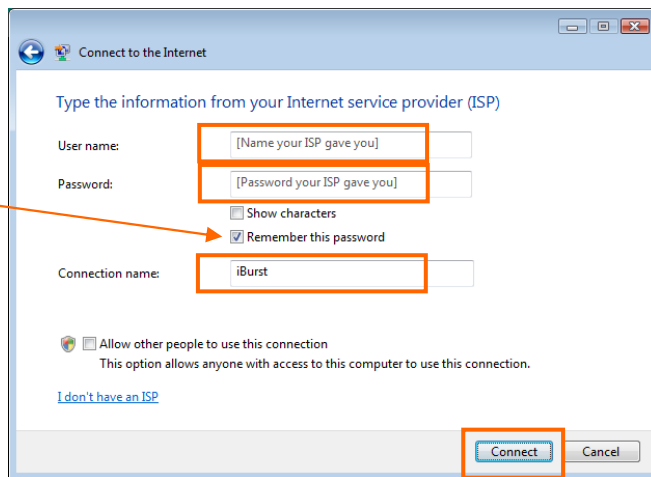 Connect to the Internet
Type the information from your Internet service provider (ISP)
User name: [Name your ISP gave you]
Password: [Password your ISP gave you]
Show characters
Remember this password
Connection name: iBurst
Allow other people to use this connection
This option allows anyone with access to this computer to use this connection.
I don't have an ISP
Connect Cancel